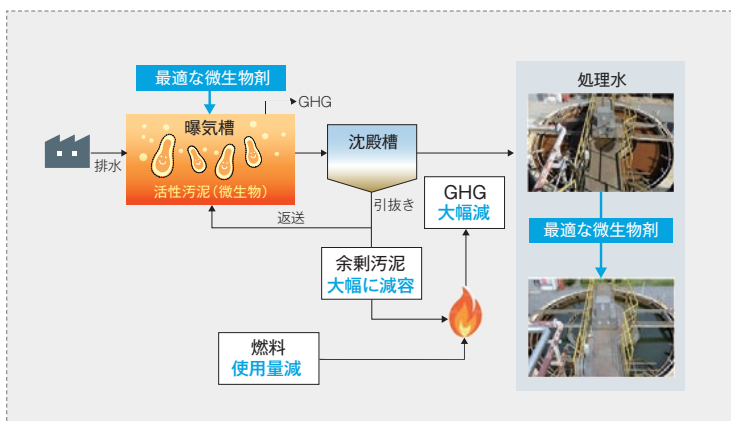 最適な微生物剤
GHG
曝気槽
排水
活性汚泥（微生物）
沈殿槽
引抜き
返送
余剰汚泥
大幅に減容
GHG
大幅減
燃料
使用量減
処理水
最適な微生物剤